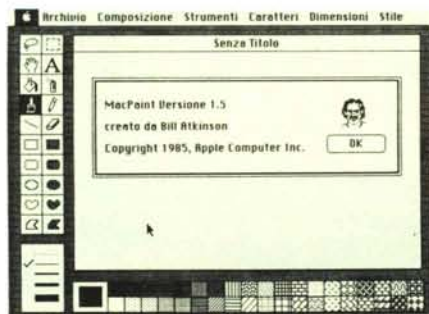 Archivio Composizione Strumenti Caratteri Dimensioni Stile
Senza Titolo
A
MacPaint Versione 1.5
creato da Bill Atkinson
Copyright 1985, Apple Computer Inc.
OK